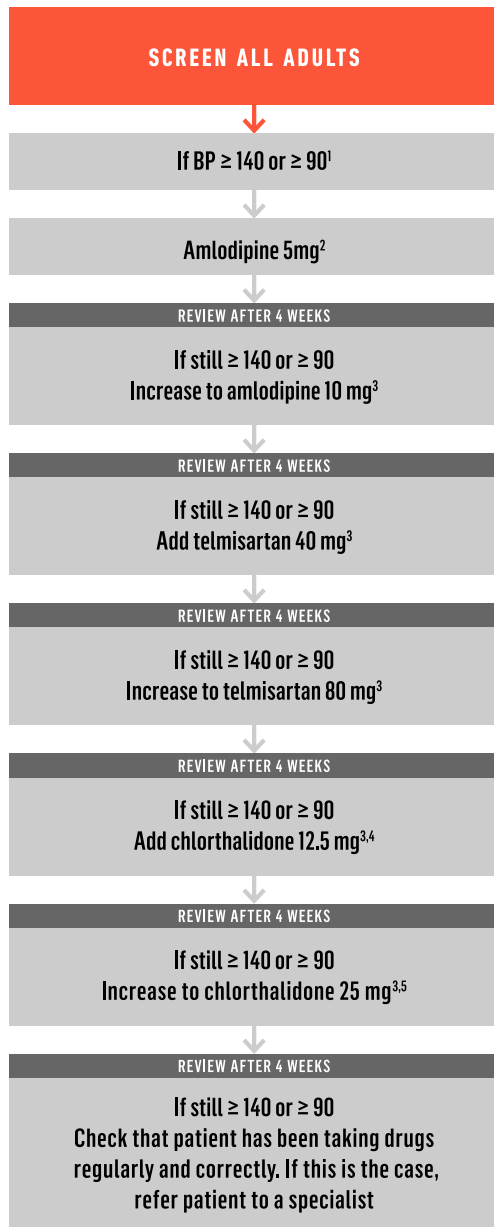 SCREEN ALL ADULTS
If BP ≥ 140 or ≥ 90¹
Amlodipine 5mg²
REVIEW AFTER 4 WEEKS
If still ≥ 140 or ≥ 90
Increase to amlodipine 10 mg³
REVIEW AFTER 4 WEEKS
If still ≥ 140 or ≥ 90
Add telmisartan 40 mg³
REVIEW AFTER 4 WEEKS
If still ≥ 140 or ≥ 90
Increase to telmisartan 80 mg³
REVIEW AFTER 4 WEEKS
If still ≥ 140 or ≥ 90
Add chlorthalidone 12.5 mg³,⁴
REVIEW AFTER 4 WEEKS
If still ≥ 140 or ≥ 90
Increase to chlorthalidone 25 mg³,⁵
REVIEW AFTER 4 WEEKS
If still ≥ 140 or ≥ 90
Check that patient has been taking drugs
regularly and correctly. If this is the case,
refer patient to a specialist